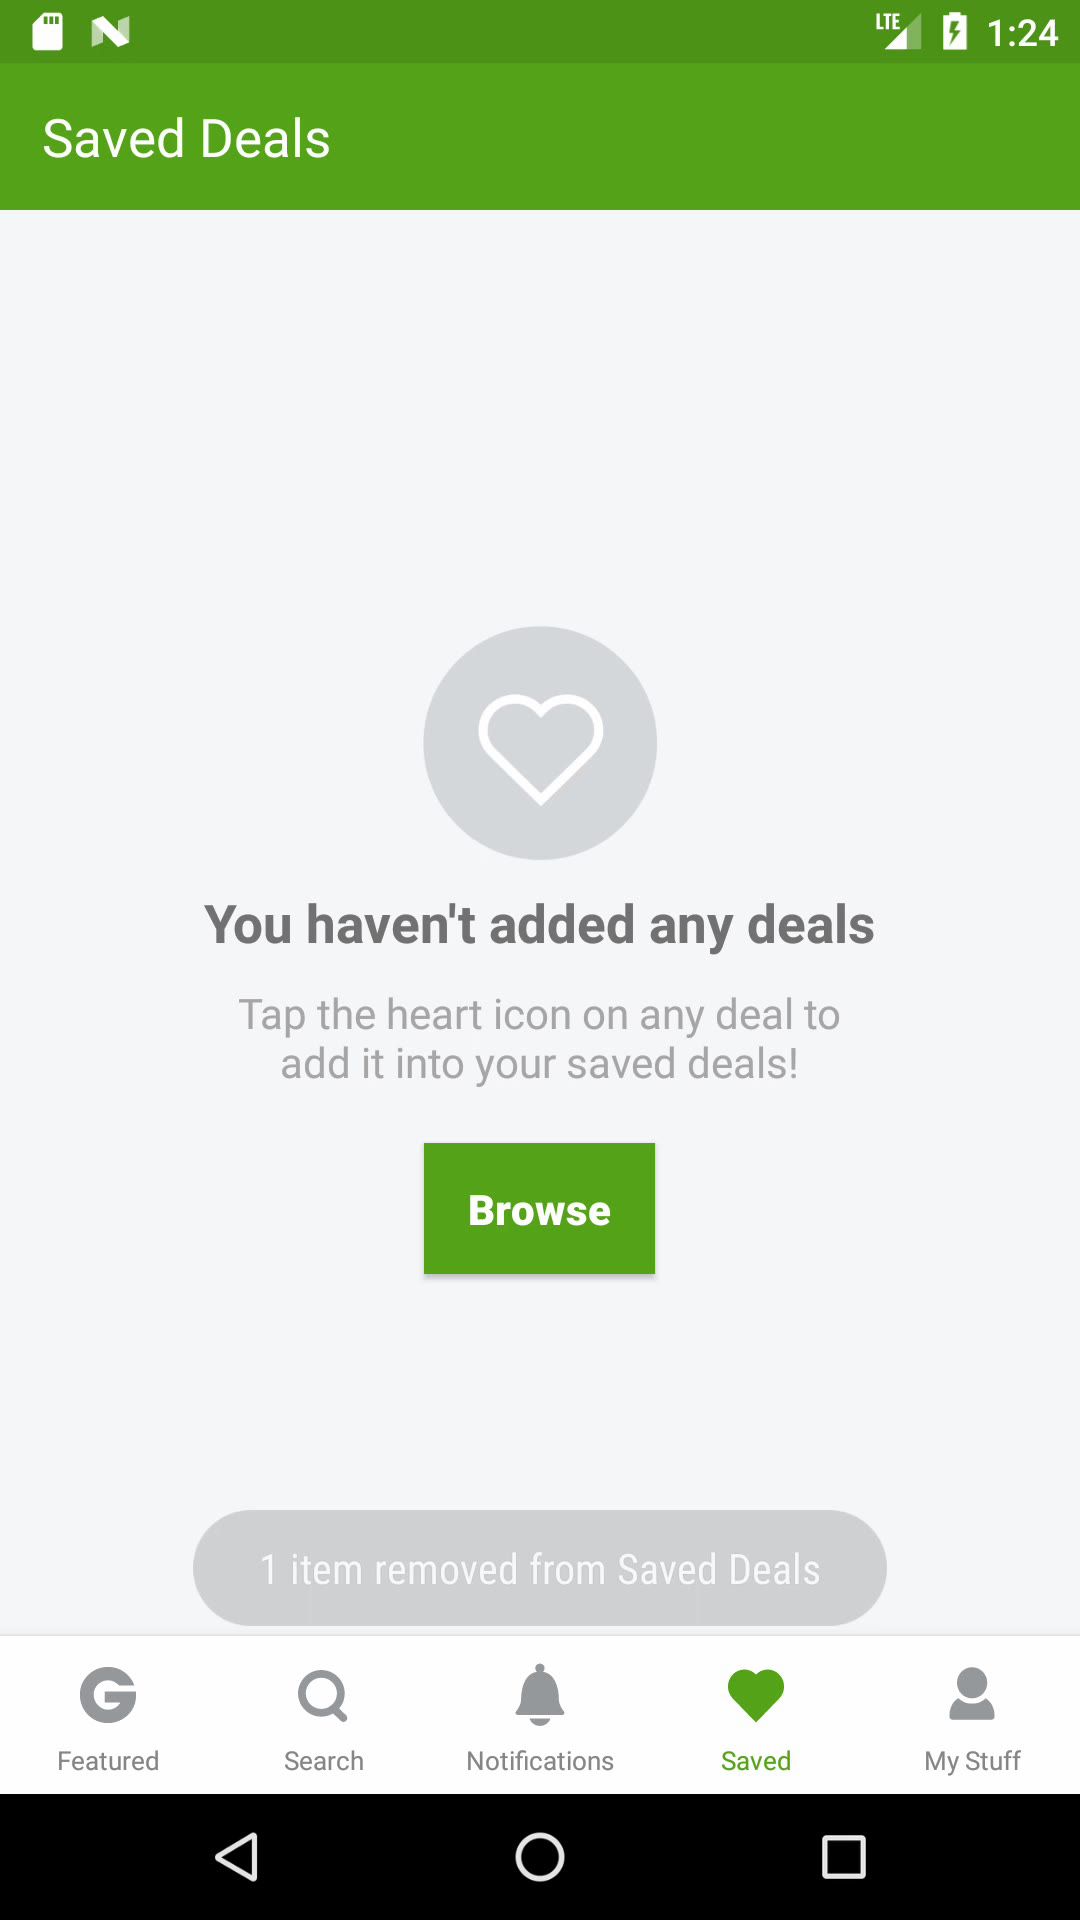 LTE 1:24
Saved Deals
You haven't added any deals
Tap the heart icon on any deal to
add it into your saved deals!
Browse
1 item removed from Saved Deals
Featured Search Notifications Saved My Stuff